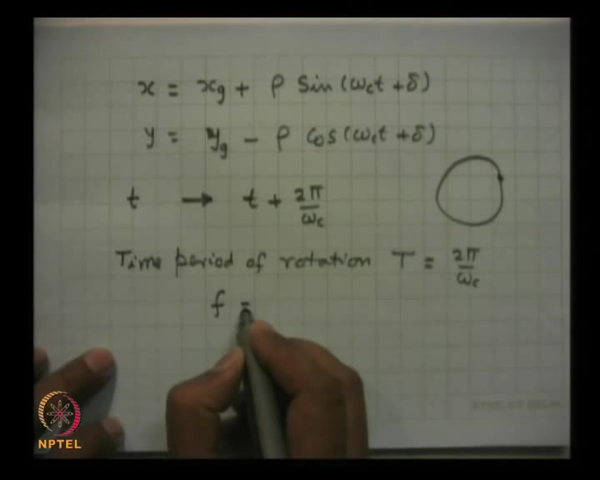 x = xg + ρ Sin(ωct + δ)
y = yg - ρ Cos(ωct + δ)
t → t + 2π/ωc
Time period of rotation T = 2π/ωc
f =
NPTEL